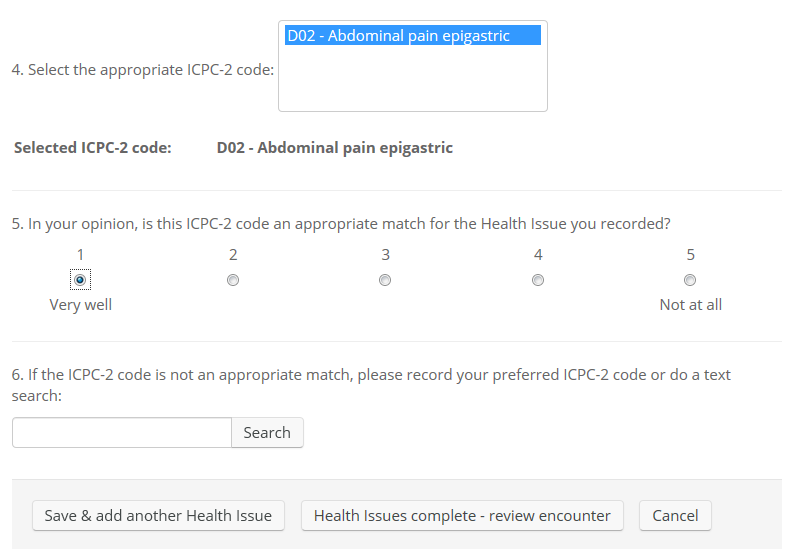 D02 - Abdominal pain epigastric
4. Select the appropriate ICPC-2 code:
Selected ICPC-2 code: D02 - Abdominal pain epigastric
5. In your opinion, is this ICPC-2 code an appropriate match for the Health Issue you recorded?
1 2 3 4 5
Very well Not at all
6. If the ICPC-2 code is not an appropriate match, please record your preferred ICPC-2 code or do a text
search:
Search
Save & add another Health Issue Health Issues complete - review encounter Cancel